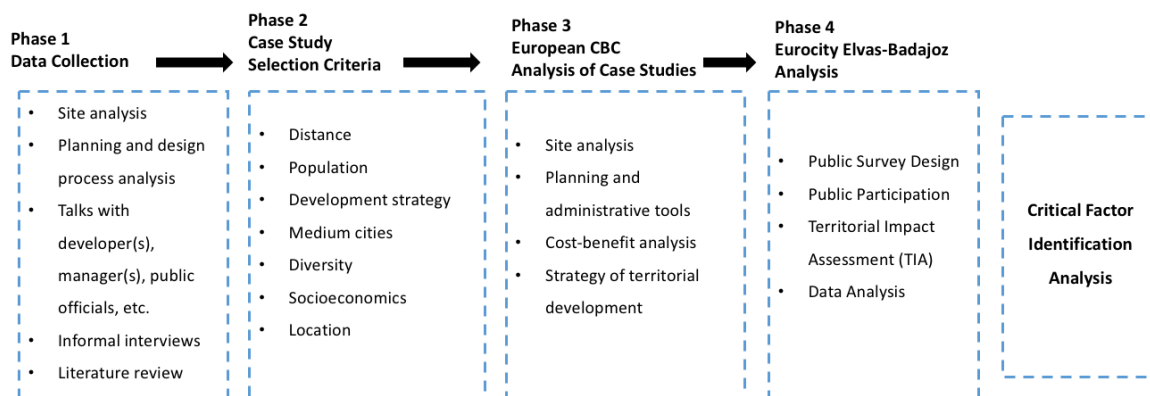 Phase 1
Data Collection
• Site analysis
• Planning and design
process analysis
• Talks with
developer(s),
manager(s), public
officials, etc.
• Informal interviews
• Literature review
Phase 2
Case Study
Selection Criteria
• Distance
• Population
• Development strategy
• Medium cities
• Diversity
• Socioeconomics
• Location
Phase 3
European CBC
Analysis of Case Studies
• Site analysis
• Planning and
administrative tools
• Cost-benefit analysis
• Strategy of territorial
development
Phase 4
Eurocity Elvas-Badajoz
Analysis
• Public Survey Design
• Public Participation
• Territorial Impact
Assessment (TIA)
• Data Analysis
Critical Factor
Identification
Analysis